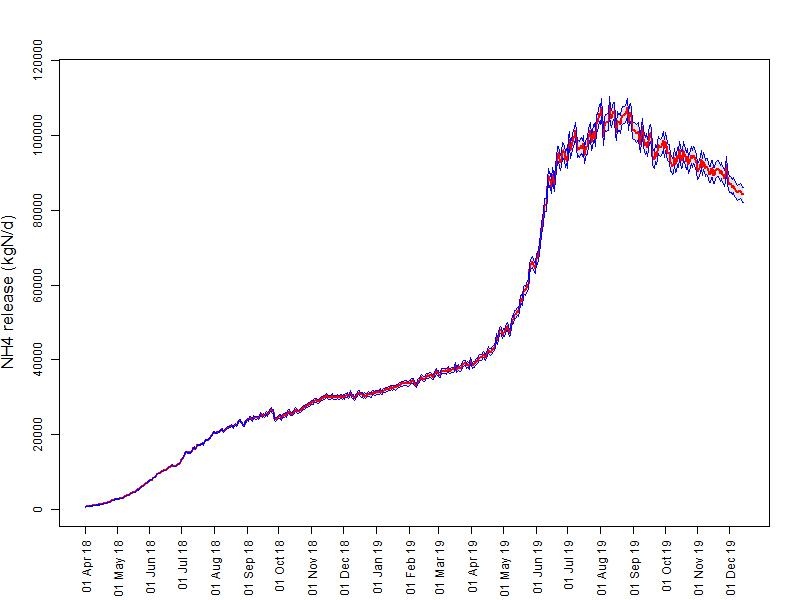 NH4 release (kgN/d)
120000
100000
80000
60000
40000
20000
0
01 Apr 18
01 May 18
01 Jun 18
01 Jul 18
01 Aug 18
01 Sep 18
01 Oct 18
01 Nov 18
01 Dec 18
01 Jan 19
01 Feb 19
01 Mar 19
01 Apr 19
01 May 19
01 Jun 19
01 Jul 19
01 Aug 19
01 Sep 19
01 Oct 19
01 Nov 19
01 Dec 19